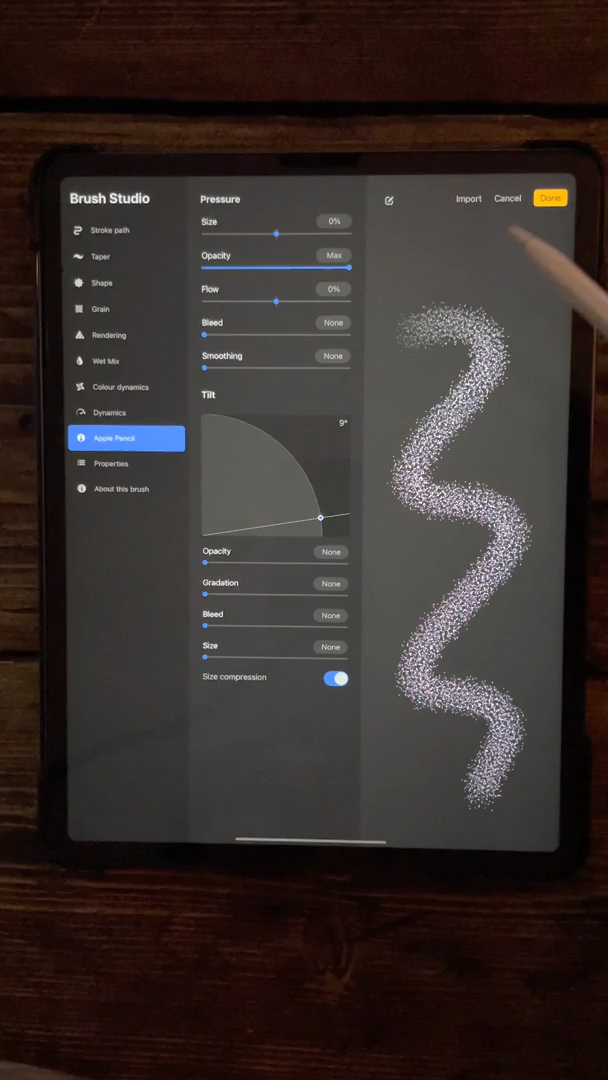 Brush Studio
Stroke path
Taper
Shape
Grain
Rendering
Wet Mix
Colour dynamics
Dynamics
Apple Pencil
Properties
About this brush
Pressure
Size 0%
Opacity Max
Flow 0%
Bleed None
Smoothing None
Tilt
9°
Opacity None
Gradation None
Bleed None
Size None
Size compression
Import Cancel Done